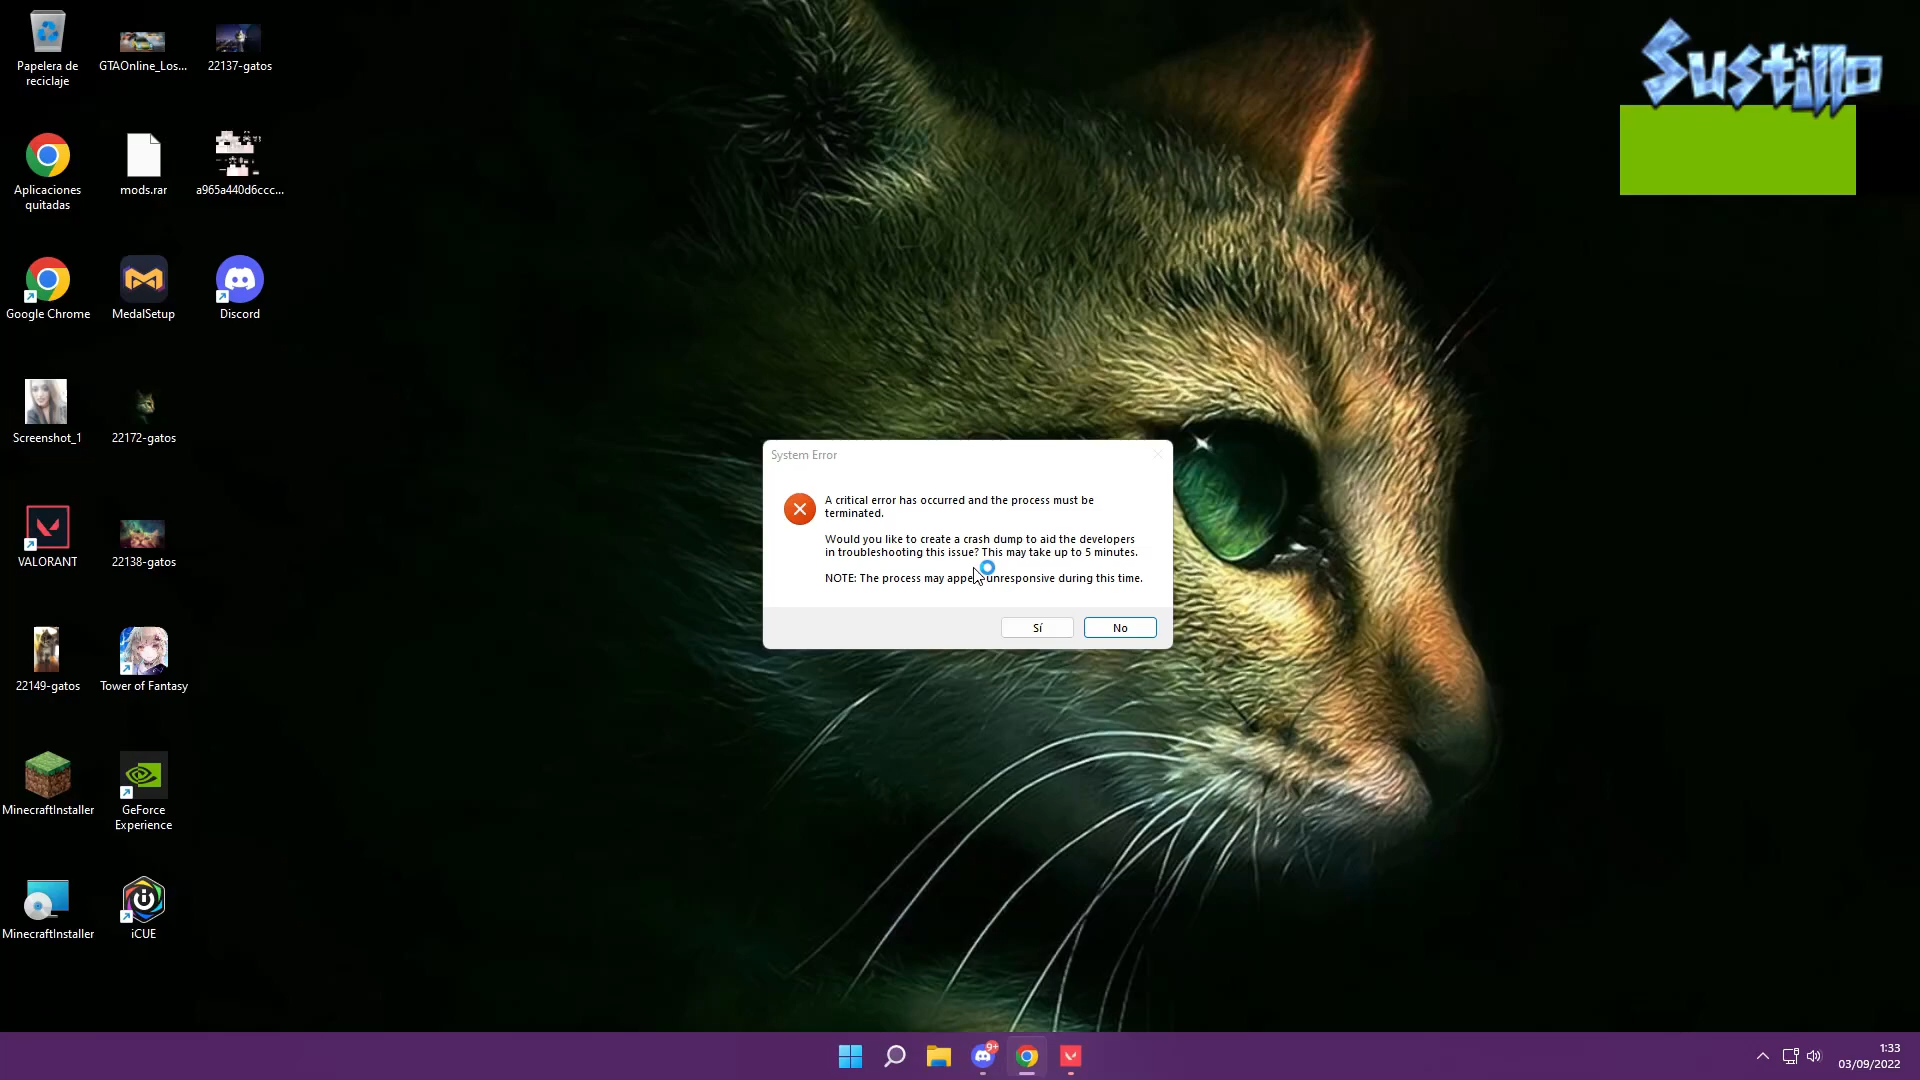 Papelera de
reciclaje
GTAOnline_Los...
22137-gatos
Sustillo
Aplicaciones
quitadas
mods.rar
a965a440d6ccc...
Google Chrome
MedalSetup
Discord
Screenshot_1
22172-gatos
System Error
A critical error has occurred and the process must be
terminated.
Would you like to create a crash dump to aid the developers
in troubleshooting this issue? This may take up to 5 minutes.
NOTE: The process may appe unresponsive during this time.
Sí
No
VALORANT
22138-gatos
22149-gatos
Tower of Fantasy
MinecraftInstaller
GeForce
Experience
MinecraftInstaller
iCUE
9+
1:33
03/09/2022